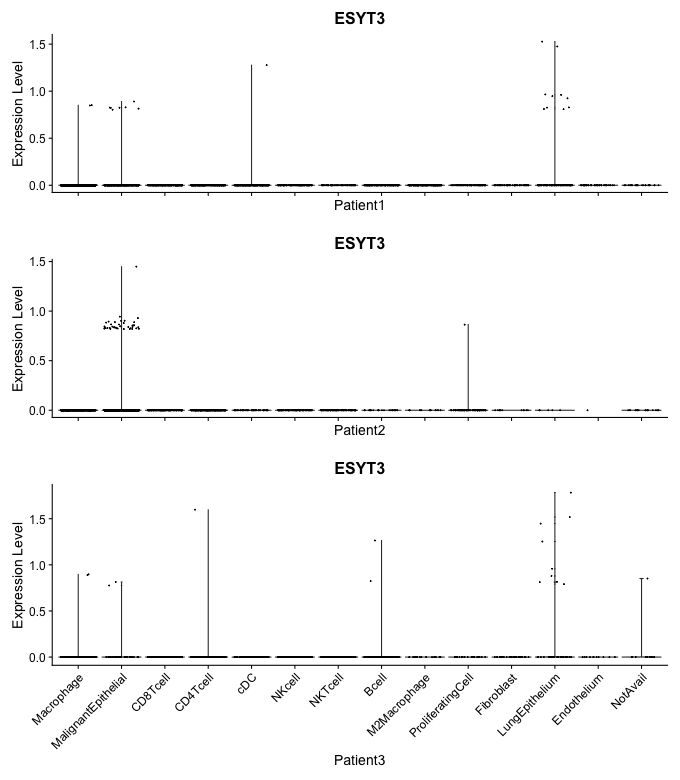 ESYT3
Expression Level
1.5
1.0
0.5
0.0
Patient1
ESYT3
Expression Level
1.5
1.0
0.5
0.0
Patient2
ESYT3
Expression Level
1.5
1.0
0.5
0.0
Macrophage
MalignantEpithelial
CD8Tcell
CD4Tcell
cDC
NKcell
NKTcell
Bcell
M2Macrophage
ProliferatingCell
Fibroblast
LungEpithelium
Endothelium
NotAvail
Patient3